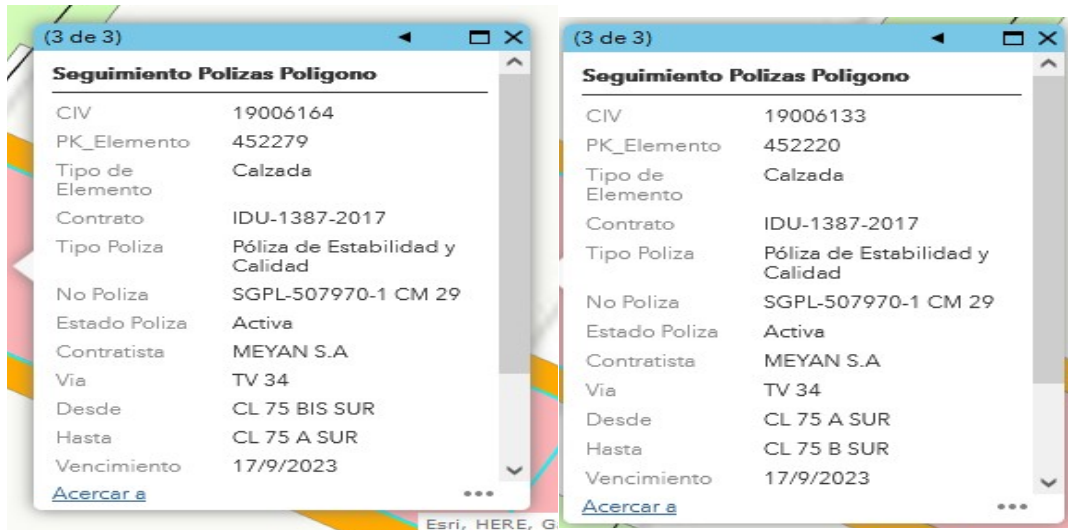 (3 de 3)
Seguimiento Polizas Poligono
CIV 19006164
PK_Elemento 452279
Tipo de Calzada
Elemento
Contrato IDU-1387-2017
Tipo Poliza Póliza de Estabilidad y
Calidad
No Poliza SGPL-507970-1 CM 29
Estado Poliza Activa
Contratista MEYAN S.A
Via TV 34
Desde CL 75 BIS SUR
Hasta CL 75 A SUR
Vencimiento 17/9/2023
Acercar a
Esri, HERE, G
(3 de 3)
Seguimiento Polizas Poligono
CIV 19006133
PK_Elemento 452220
Tipo de Calzada
Elemento
Contrato IDU-1387-2017
Tipo Poliza Póliza de Estabilidad y
Calidad
No Poliza SGPL-507970-1 CM 29
Estado Poliza Activa
Contratista MEYAN S.A
Via TV 34
Desde CL 75 A SUR
Hasta CL 75 B SUR
Vencimiento 17/9/2023
Acercar a